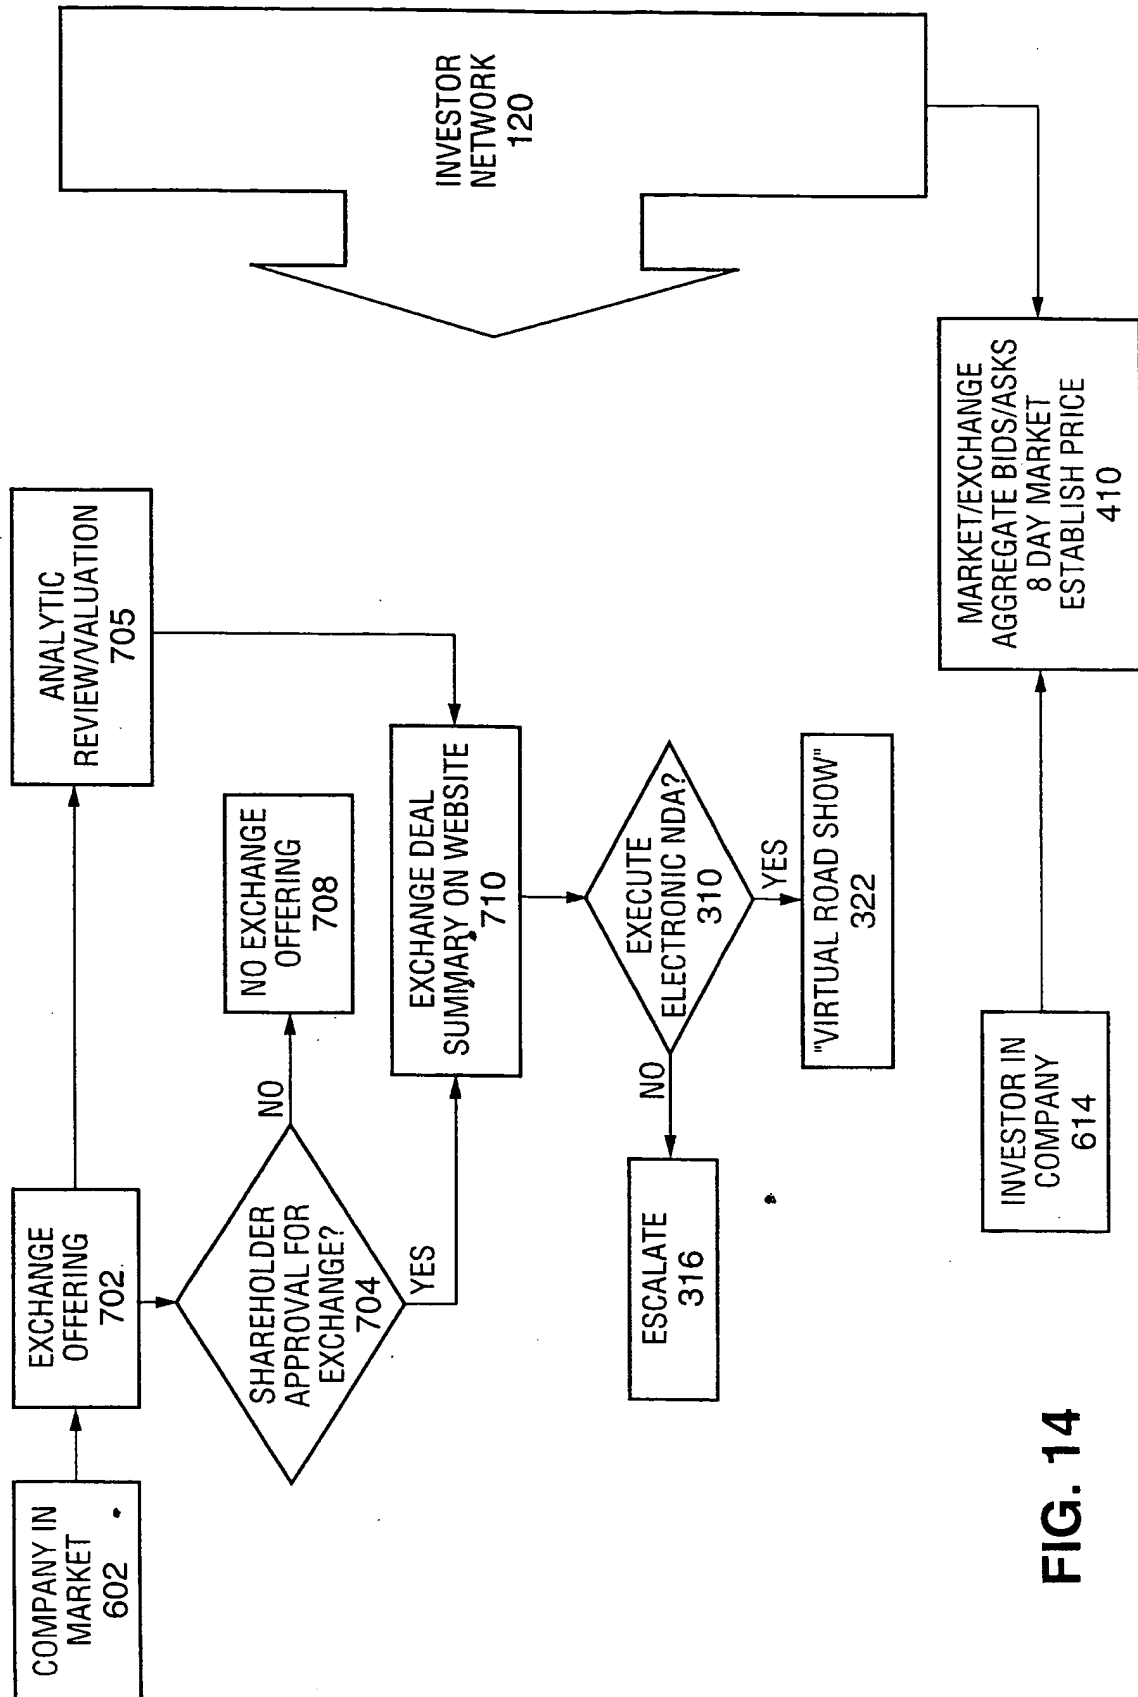 COMPANY IN
MARKET
602
EXCHANGE
OFFERING
702
ANALYTIC
REVIEW/VALUATION
705
SHAREHOLDER
APPROVAL FOR
EXCHANGE?
704
NO
YES
NO EXCHANGE
OFFERING
708
EXCHANGE DEAL
SUMMARY ON WEBSITE
710
EXECUTE
ELECTRONIC NDA?
310
NO
YES
ESCALATE
316
"VIRTUAL ROAD SHOW"
322
INVESTOR
NETWORK
120
INVESTOR IN
COMPANY
614
MARKET/EXCHANGE
AGGREGATE BIDS/ASKS
8 DAY MARKET
ESTABLISH PRICE
410
FIG. 14